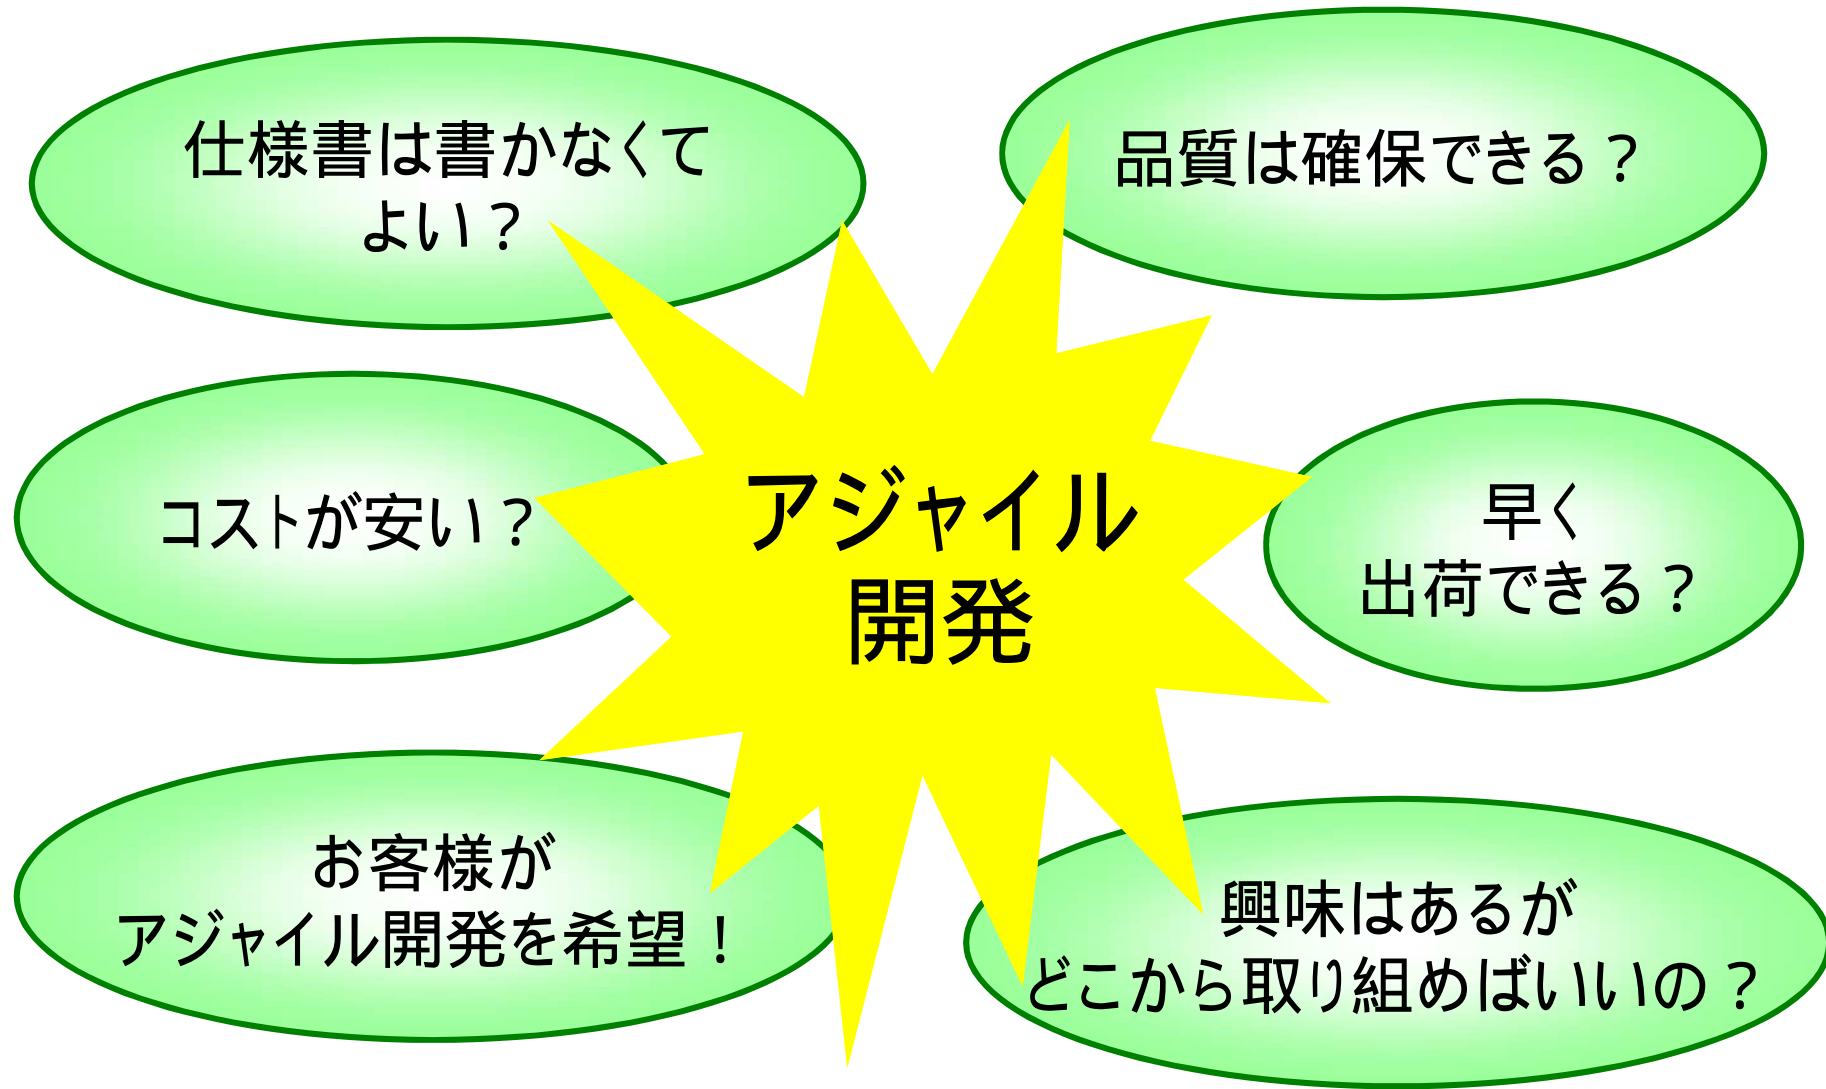 仕様書は書かなくて
よい？
品質は確保できる？
コストが安い？
アジャイル
開発
早く
出荷できる？
お客様が
アジャイル開発を希望！
興味はあるが
どこから取り組めばいいの？